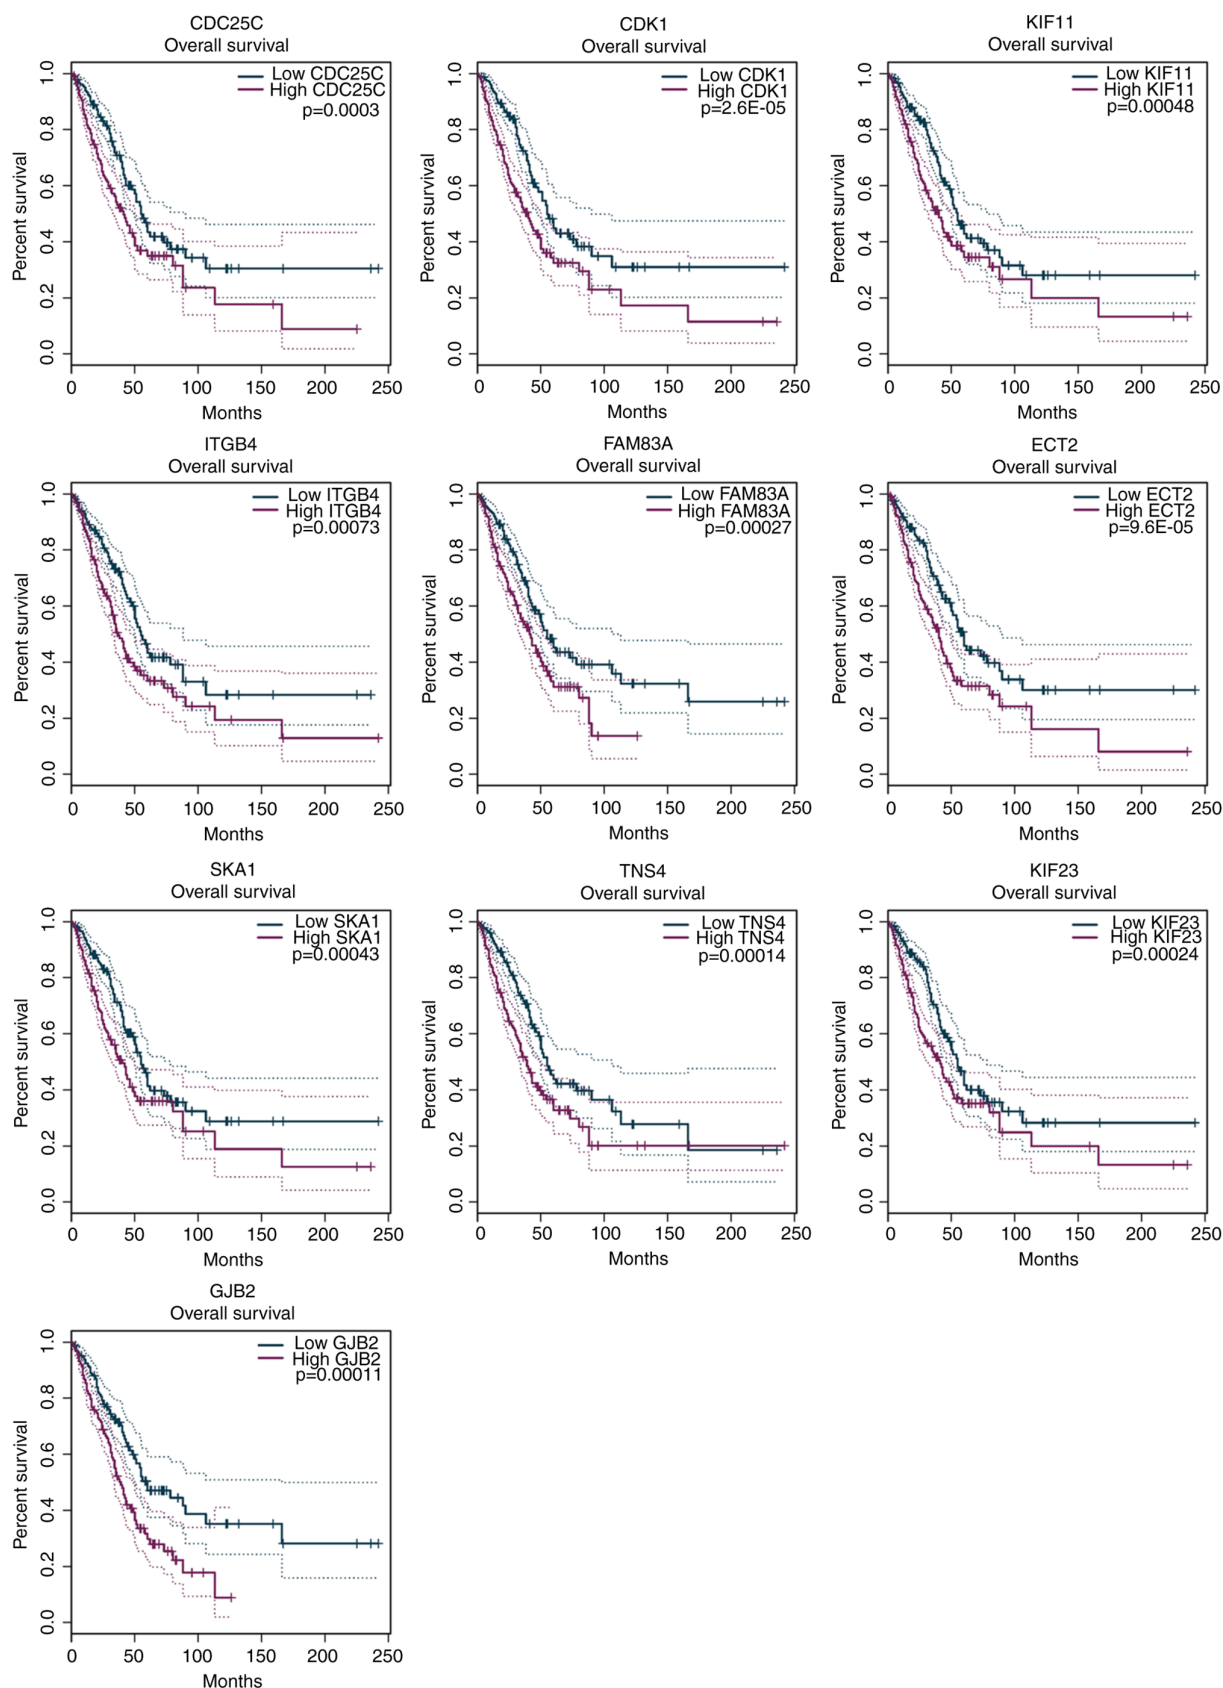 CDC25C
Overall survival
Low CDC25C
High CDC25C
p=0.0003
Percent survival
1.0
0.8
0.6
0.4
0.2
0.0
0 50 100 150 200 250
Months
CDK1
Overall survival
Low CDK1
High CDK1
p=2.6E-05
Percent survival
1.0
0.8
0.6
0.4
0.2
0.0
0 50 100 150 200 250
Months
KIF11
Overall survival
Low KIF11
High KIF11
p=0.00048
Percent survival
1.0
0.8
0.6
0.4
0.2
0.0
0 50 100 150 200 250
Months
ITGB4
Overall survival
Low ITGB4
High ITGB4
p=0.00073
Percent survival
1.0
0.8
0.6
0.4
0.2
0.0
0 50 100 150 200 250
Months
FAM83A
Overall survival
Low FAM83A
High FAM83A
p=0.00027
Percent survival
1.0
0.8
0.6
0.4
0.2
0.0
0 50 100 150 200 250
Months
ECT2
Overall survival
Low ECT2
High ECT2
p=9.6E-05
Percent survival
1.0
0.8
0.6
0.4
0.2
0.0
0 50 100 150 200 250
Months
SKA1
Overall survival
Low SKA1
High SKA1
p=0.00043
Percent survival
1.0
0.8
0.6
0.4
0.2
0.0
0 50 100 150 200 250
Months
TNS4
Overall survival
Low TNS4
High TNS4
p=0.00014
Percent survival
1.0
0.8
0.6
0.4
0.2
0.0
0 50 100 150 200 250
Months
KIF23
Overall survival
Low KIF23
High KIF23
p=0.00024
Percent survival
1.0
0.8
0.6
0.4
0.2
0.0
0 50 100 150 200 250
Months
GJB2
Overall survival
Low GJB2
High GJB2
p=0.00011
Percent survival
1.0
0.8
0.6
0.4
0.2
0.0
0 50 100 150 200 250
Months